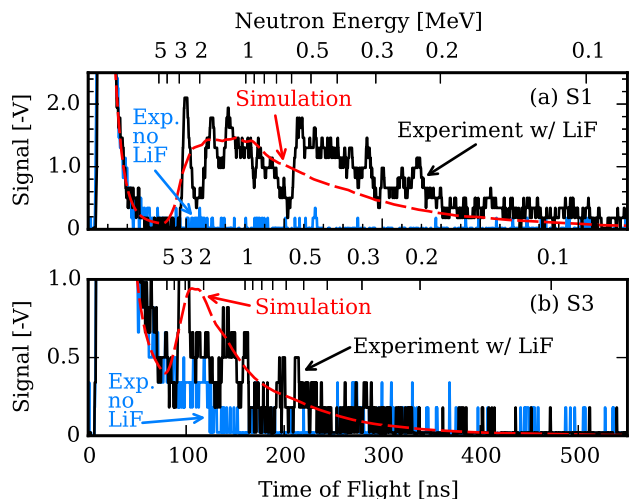 Neutron Energy [MeV]
5 3 2 1 0.5 0.3 0.2 0.1
(a) S1
Simulation
Exp.
no
LiF
Experiment w/ LiF
Signal [-V]
2.0
1.0
0
5 3 2 1 0.5 0.3 0.2 0.1
(b) S3
Simulation
Experiment w/ LiF
Exp.
no
LiF
Signal [-V]
1.0
0.5
0
0 100 200 300 400 500
Time of Flight [ns]